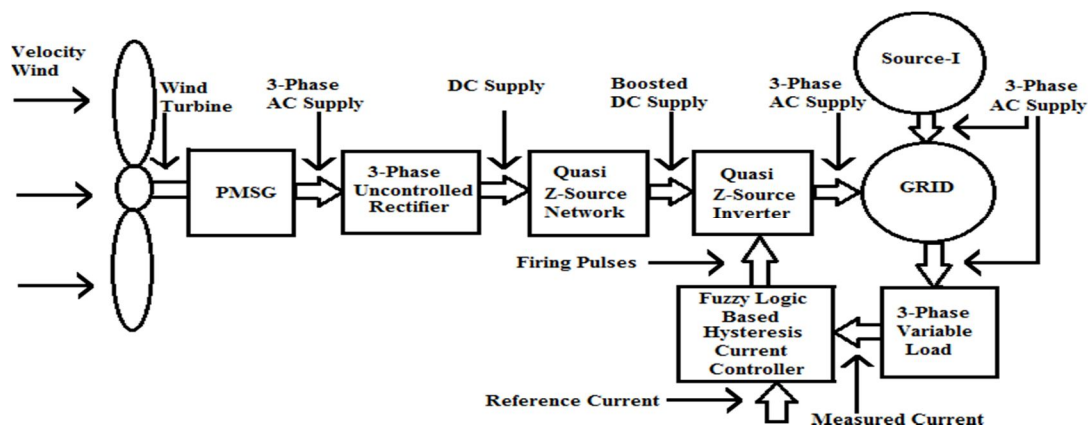 Velocity
Wind
Wind
Turbine
3-Phase
AC Supply
DC Supply
Boosted
DC Supply
3-Phase
AC Supply
Source-I
3-Phase
AC Supply
PMSG
3-Phase
Uncontrolled
Rectifier
Quasi
Z-Source
Network
Quasi
Z-Source
Inverter
GRID
Firing Pulses
Fuzzy Logic
Based
Hysteresis
Current
Controller
3-Phase
Variable
Load
Reference Current
Measured Current